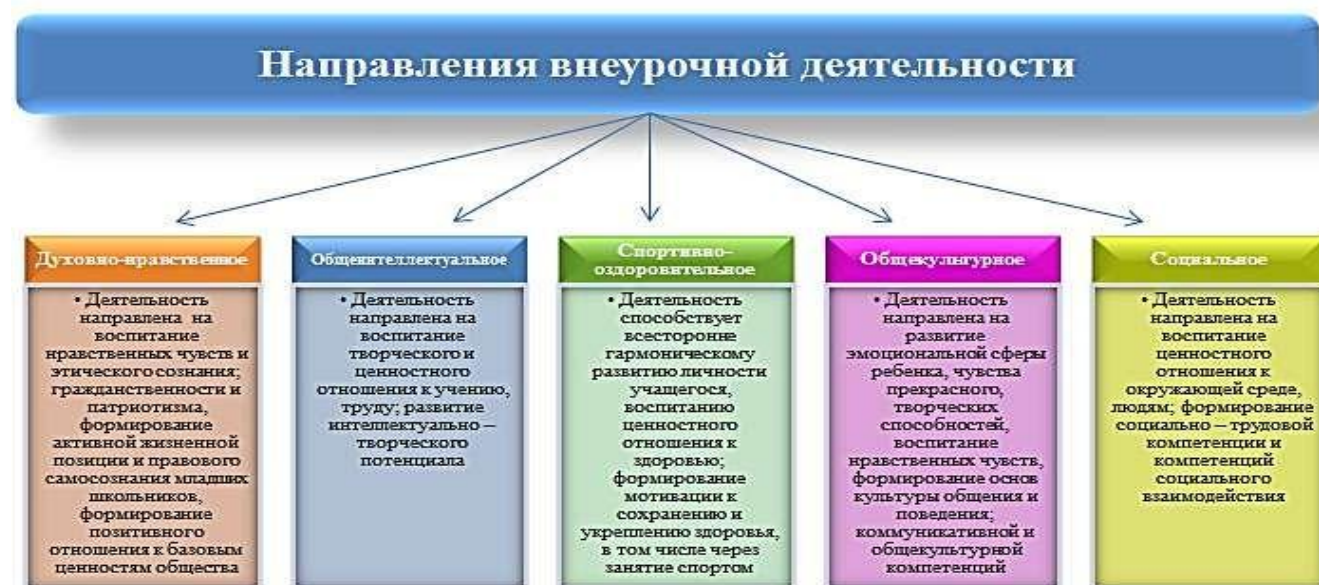 Направления внеурочной деятельности
Духовно-нравственное
• Деятельность
направлена на
воспитание
нравственных чувств и
этического сознания;
гражданственности и
патриотизма,
формирование
активной жизненной
позиции и правового
самосознания младших
школьников,
формирование
позитивного
отношения к базовым
ценностям общества
Общеинтеллектуальное
• Деятельность
направлена на
воспитание
творческого и
ценностного
отношения к учению,
труду; развитие
интеллектуально –
творческого
потенциала
Спортивно-
оздоровительное
• Деятельность
способствует
всесторонне
гармоническому
развитию личности
учащегося,
воспитанию
ценностного
отношения к
здоровью;
формирование
мотивации к
сохранению и
укреплению здоровья,
в том числе через
занятие спортом
Общекультурное
• Деятельность
направлена на
развитие
эмоциональной сферы
ребенка, чувства
прекрасного,
творческих
способностей,
воспитание
нравственных чувств,
формирование основ
культуры общения и
поведения;
коммуникативной и
общекультурной
компетенций
Социальное
• Деятельность
направлена на
воспитание
ценностного
отношения к
окружающей среде,
людям; формирование
социально – трудовой
компетенции и
компетенций
социального
взаимодействия